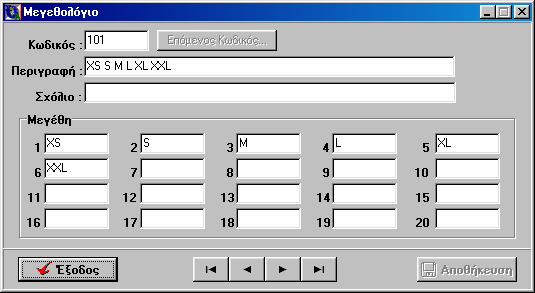 Μεγεθολόγιο
Κωδικός : 101 Επόμενος Κωδικός...
Περιγραφή : XS S M L XL XXL
Σχόλιο :
Μεγέθη
1 XS 2 S 3 M 4 L 5 XL
6 XXL 7 8 9 10
11 12 13 14 15
16 17 18 19 20
Έξοδος Αποθήκευση